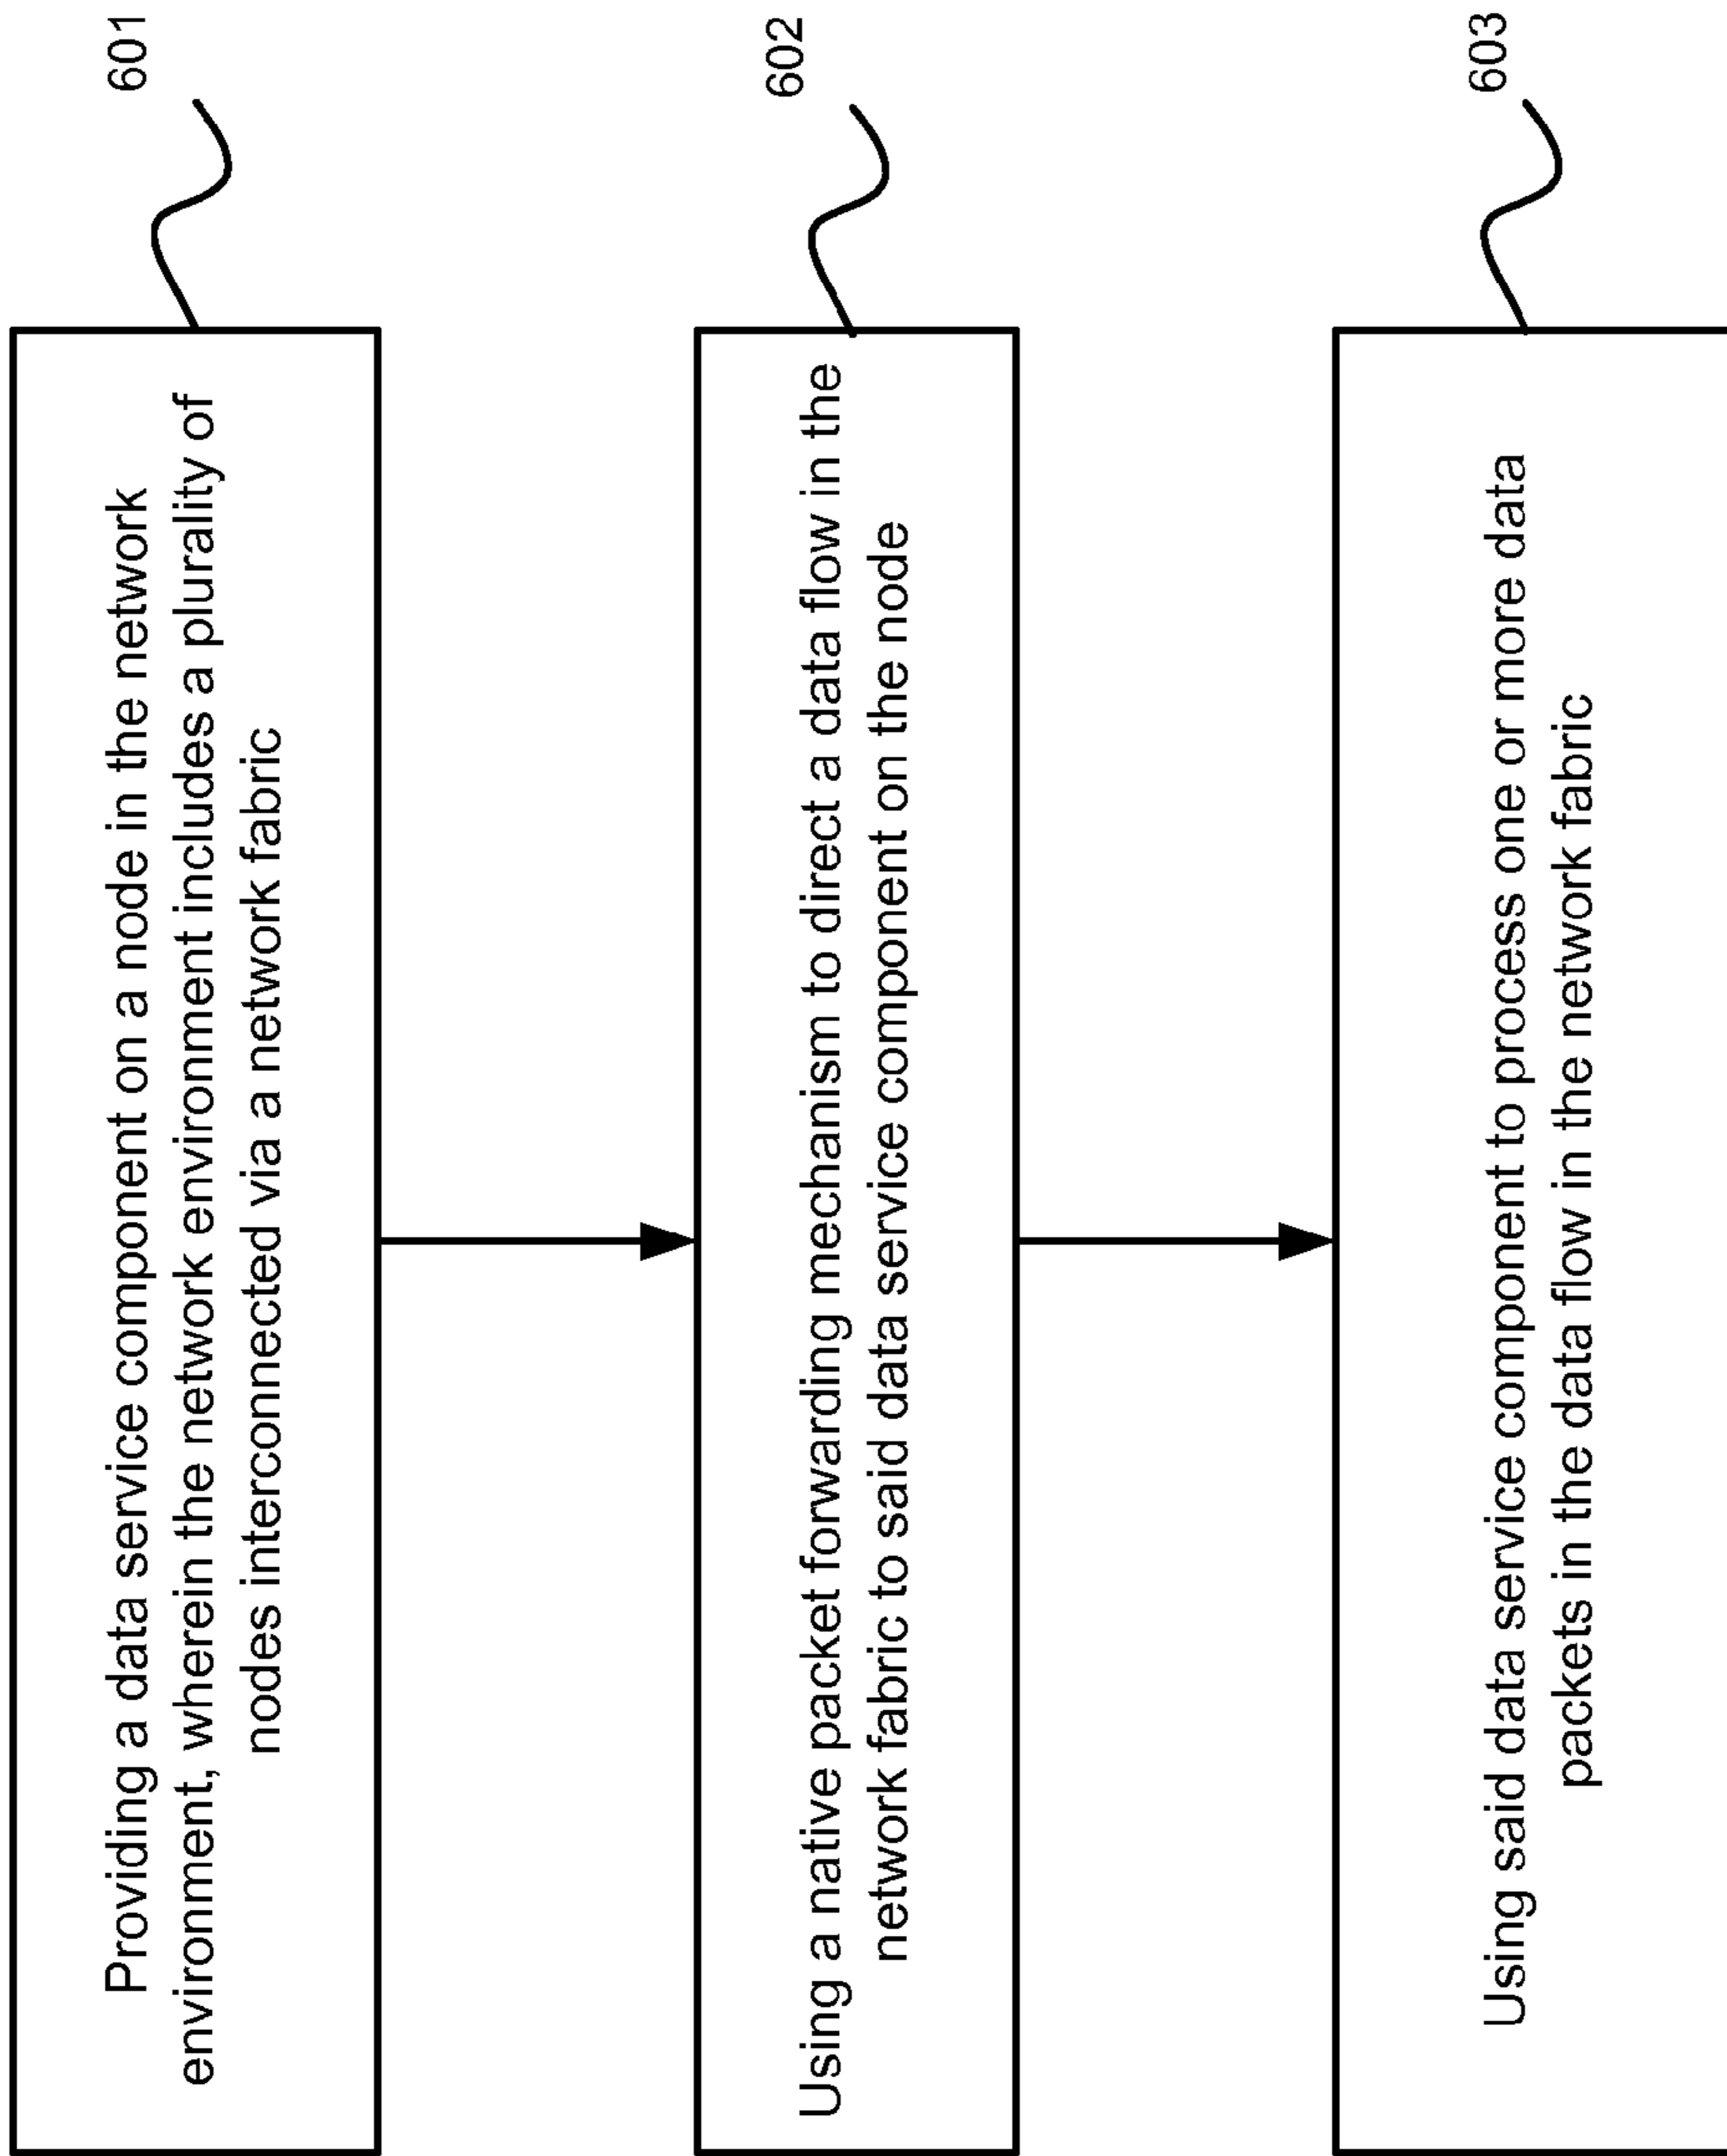 Providing a data service component on a node in the network
environment, wherein the network environment includes a plurality of
nodes interconnected via a network fabric
601
Using a native packet forwarding mechanism to direct a data flow in the
network fabric to said data service component on the node
602
Using said data service component to process one or more data
packets in the data flow in the network fabric
603